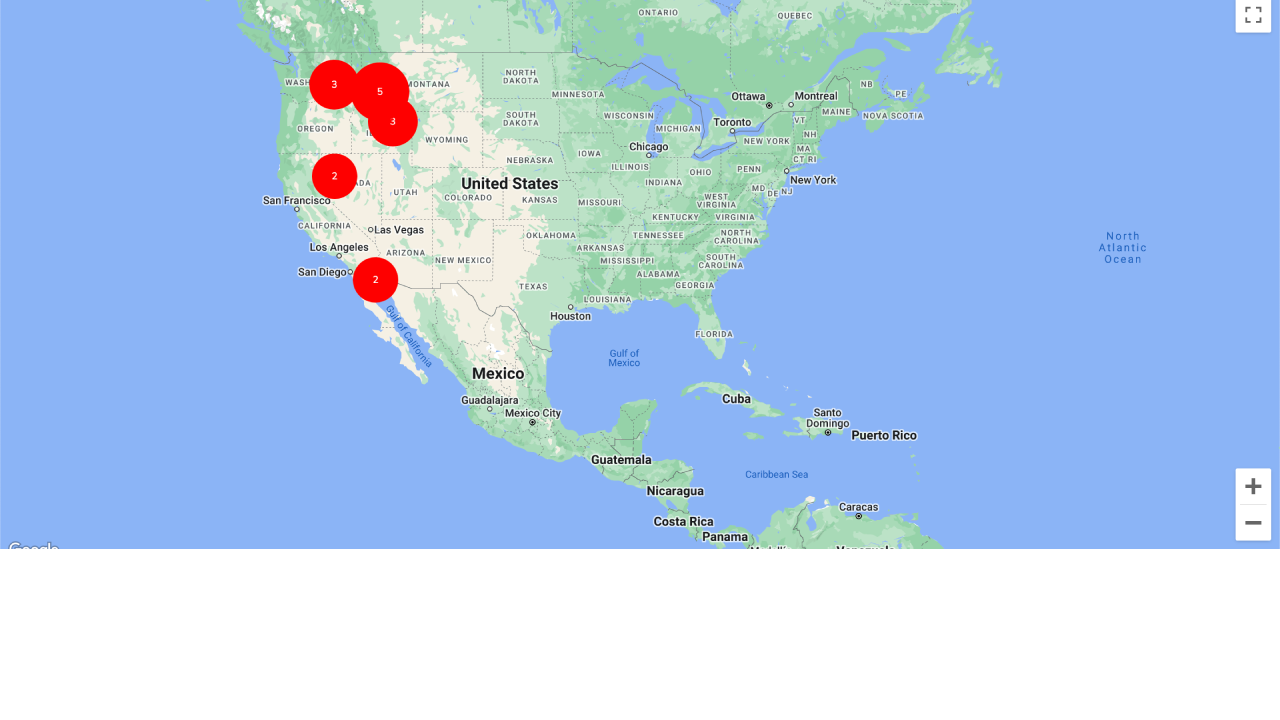 ONTARIO
QUEBEC
WASH
3
5
MONTANA
NORTH
DAKOTA
MINNESOTA
Ottawa
Montreal
NB
PE
MAINE
NOVA SCOTIA
OREGON
3
SOUTH
DAKOTA
WISCONSIN
MICHIGAN
Toronto
VT
NH
WYOMING
Chicago
NEW YORK
MA
CT RI
IOWA
NEBRASKA
ILLINOIS
OHIO
PENN
New York
2
UTAH
COLORADO
United States
KANSAS
MISSOURI
INDIANA
WEST
VIRGINIA
MD
DE
NJ
San Francisco
KENTUCKY
VIRGINIA
CALIFORNIA
Las Vegas
OKLAHOMA
TENNESSEE
NORTH
CAROLINA
Los Angeles
ARIZONA
NEW MEXICO
ARKANSAS
MISSISSIPPI
SOUTH
CAROLINA
North
Atlantic
Ocean
San Diego
2
TEXAS
ALABAMA
GEORGIA
LOUISIANA
Houston
Gulf of California
FLORIDA
Gulf of
Mexico
Mexico
Guadalajara
Mexico City
Cuba
Santo
Domingo
Puerto Rico
Guatemala
Caribbean Sea
Nicaragua
Caracas
Costa Rica
Panama
Google
Venezuela